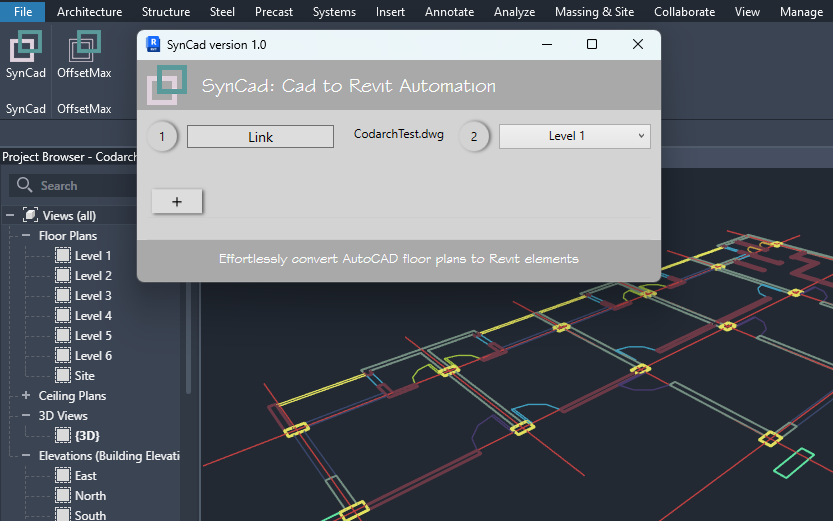 File Architecture Structure Steel Precast Systems Insert Annotate Analyze Massing & Site Collaborate View Manage
SynCad OffsetMax
SynCad OffsetMax
SynCad version 1.0
SynCad: Cad to Revit Automation
1 Link CodarchTest.dwg 2 Level 1
+
Effortlessly convert AutoCAD floor plans to Revit elements
Project Browser - Codarch
Search
Views (all)
Floor Plans
Level 1
Level 2
Level 3
Level 4
Level 5
Level 6
Site
Ceiling Plans
3D Views
{3D}
Elevations (Building Elevati
East
North
South